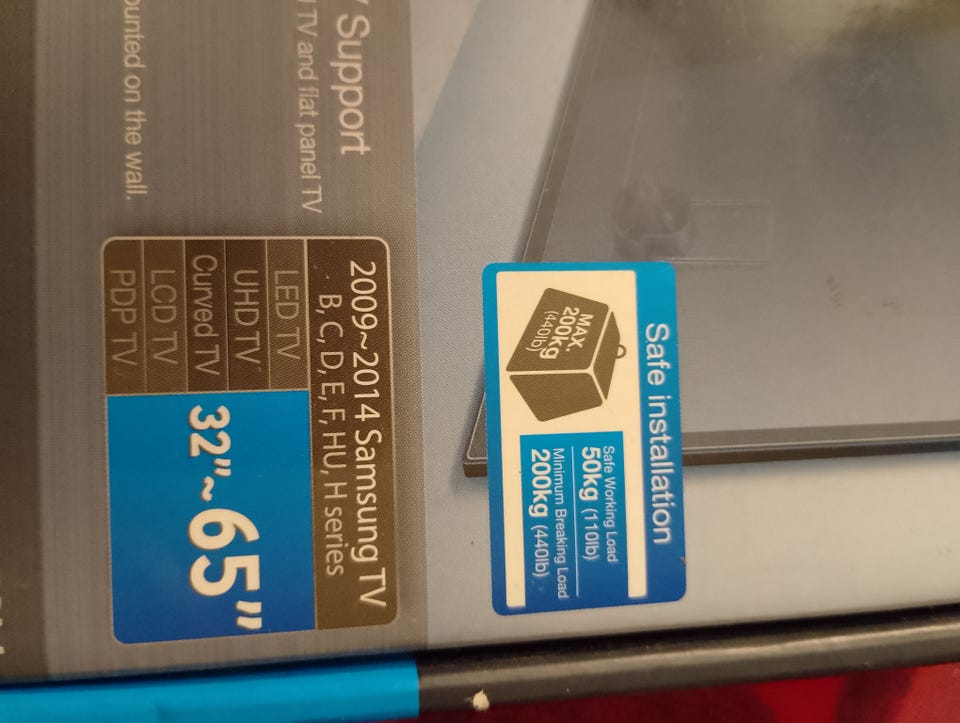 Support
TV and flat panel TV
ounted on the wall.
2009~2014 Samsung TV
B, C, D, E, F, HU, H series
LED TV
UHD TV
Curved TV
LCD TV
PDP TV
32"~65"
Safe installation
MAX.
200kg
(440lb)
Safe Working Load
50kg (110lb)
Minimum Breaking Load
200kg (440lb)